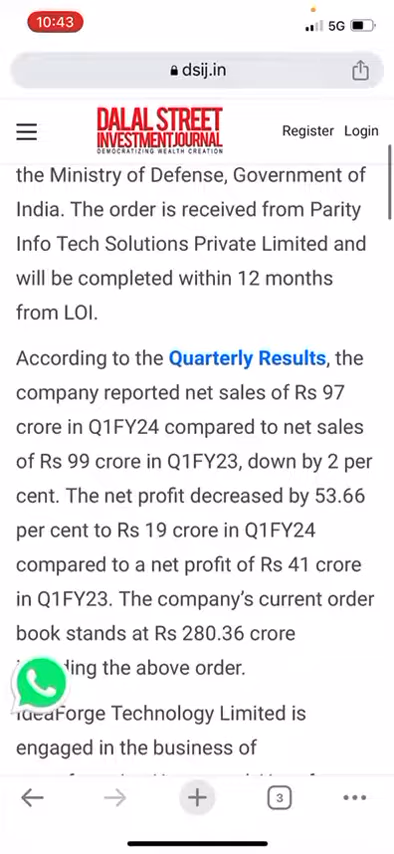 10:43
5G
dsij.in
DALAL STREET
INVESTMENT JOURNAL
DEMOCRATIZING WEALTH CREATION
Register Login
the Ministry of Defense, Government of
India. The order is received from Parity
Info Tech Solutions Private Limited and
will be completed within 12 months
from LOI.
According to the Quarterly Results, the
company reported net sales of Rs 97
crore in Q1FY24 compared to net sales
of Rs 99 crore in Q1FY23, down by 2 per
cent. The net profit decreased by 53.66
per cent to Rs 19 crore in Q1FY24
compared to a net profit of Rs 41 crore
in Q1FY23. The company’s current order
book stands at Rs 280.36 crore
the above order.
IdeaForge Technology Limited is
engaged in the business of
3